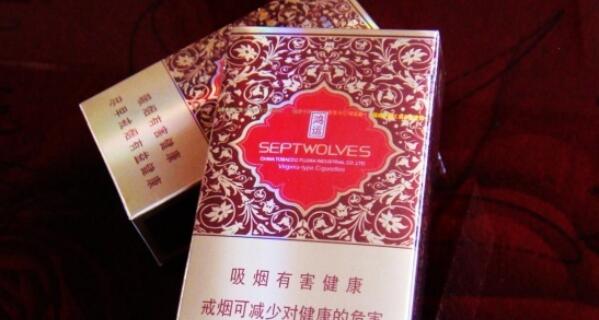 鸿运
SEPTWOLVES
CHINA TOBACCO FUJIAN INDUSTRIAL CO.,LTD
Virginia-type Cigarettes
吸烟有害健康
戒烟可减少对健康的危害
吸烟有害健康
尽早戒烟有益健康